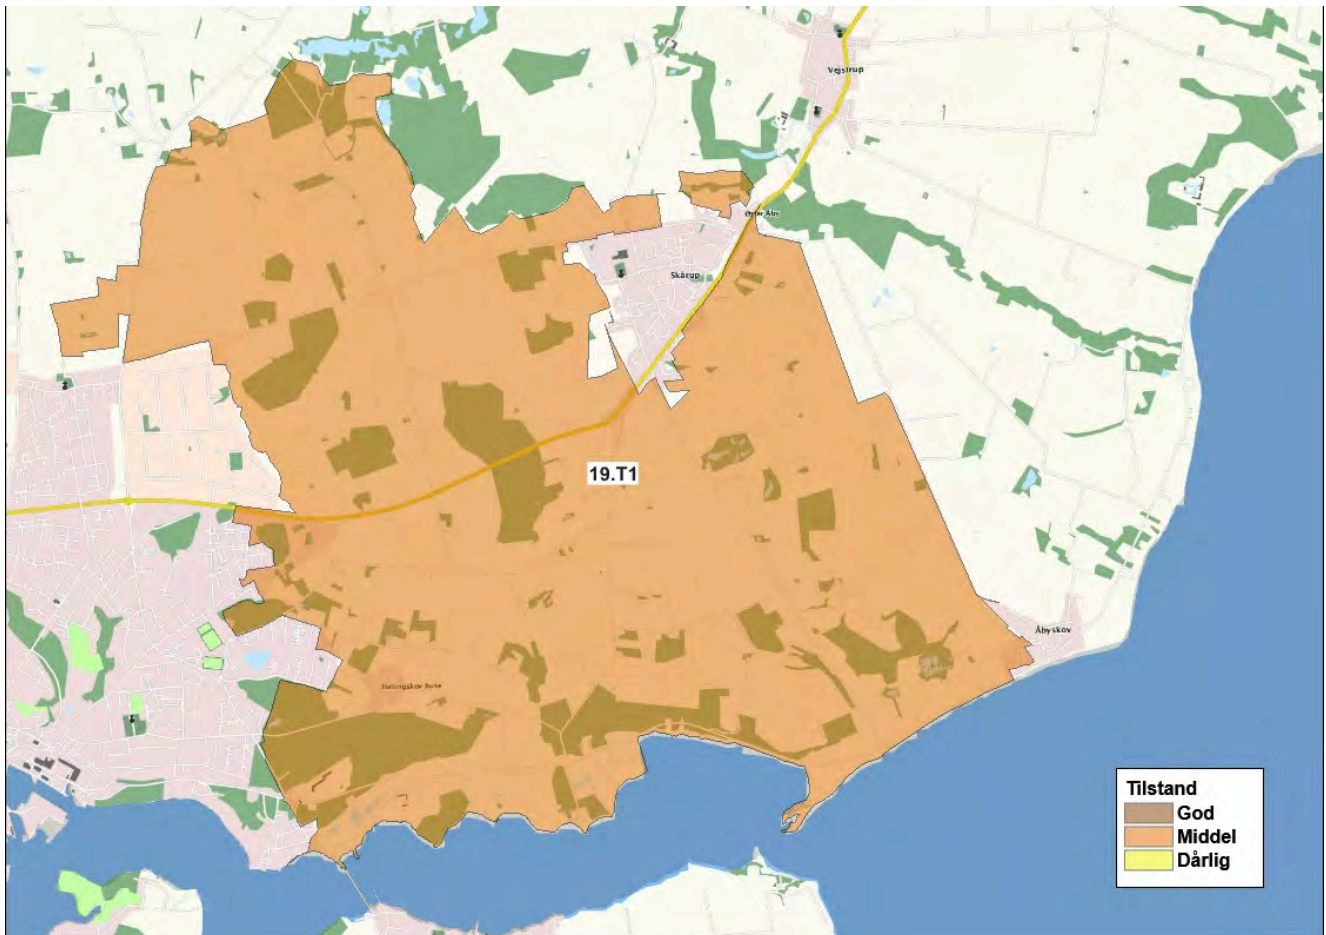 Vejstrup
Øster Åby
Skårup
19.T1
Åbyskov
Tilstand
God
Middel
Dårlig